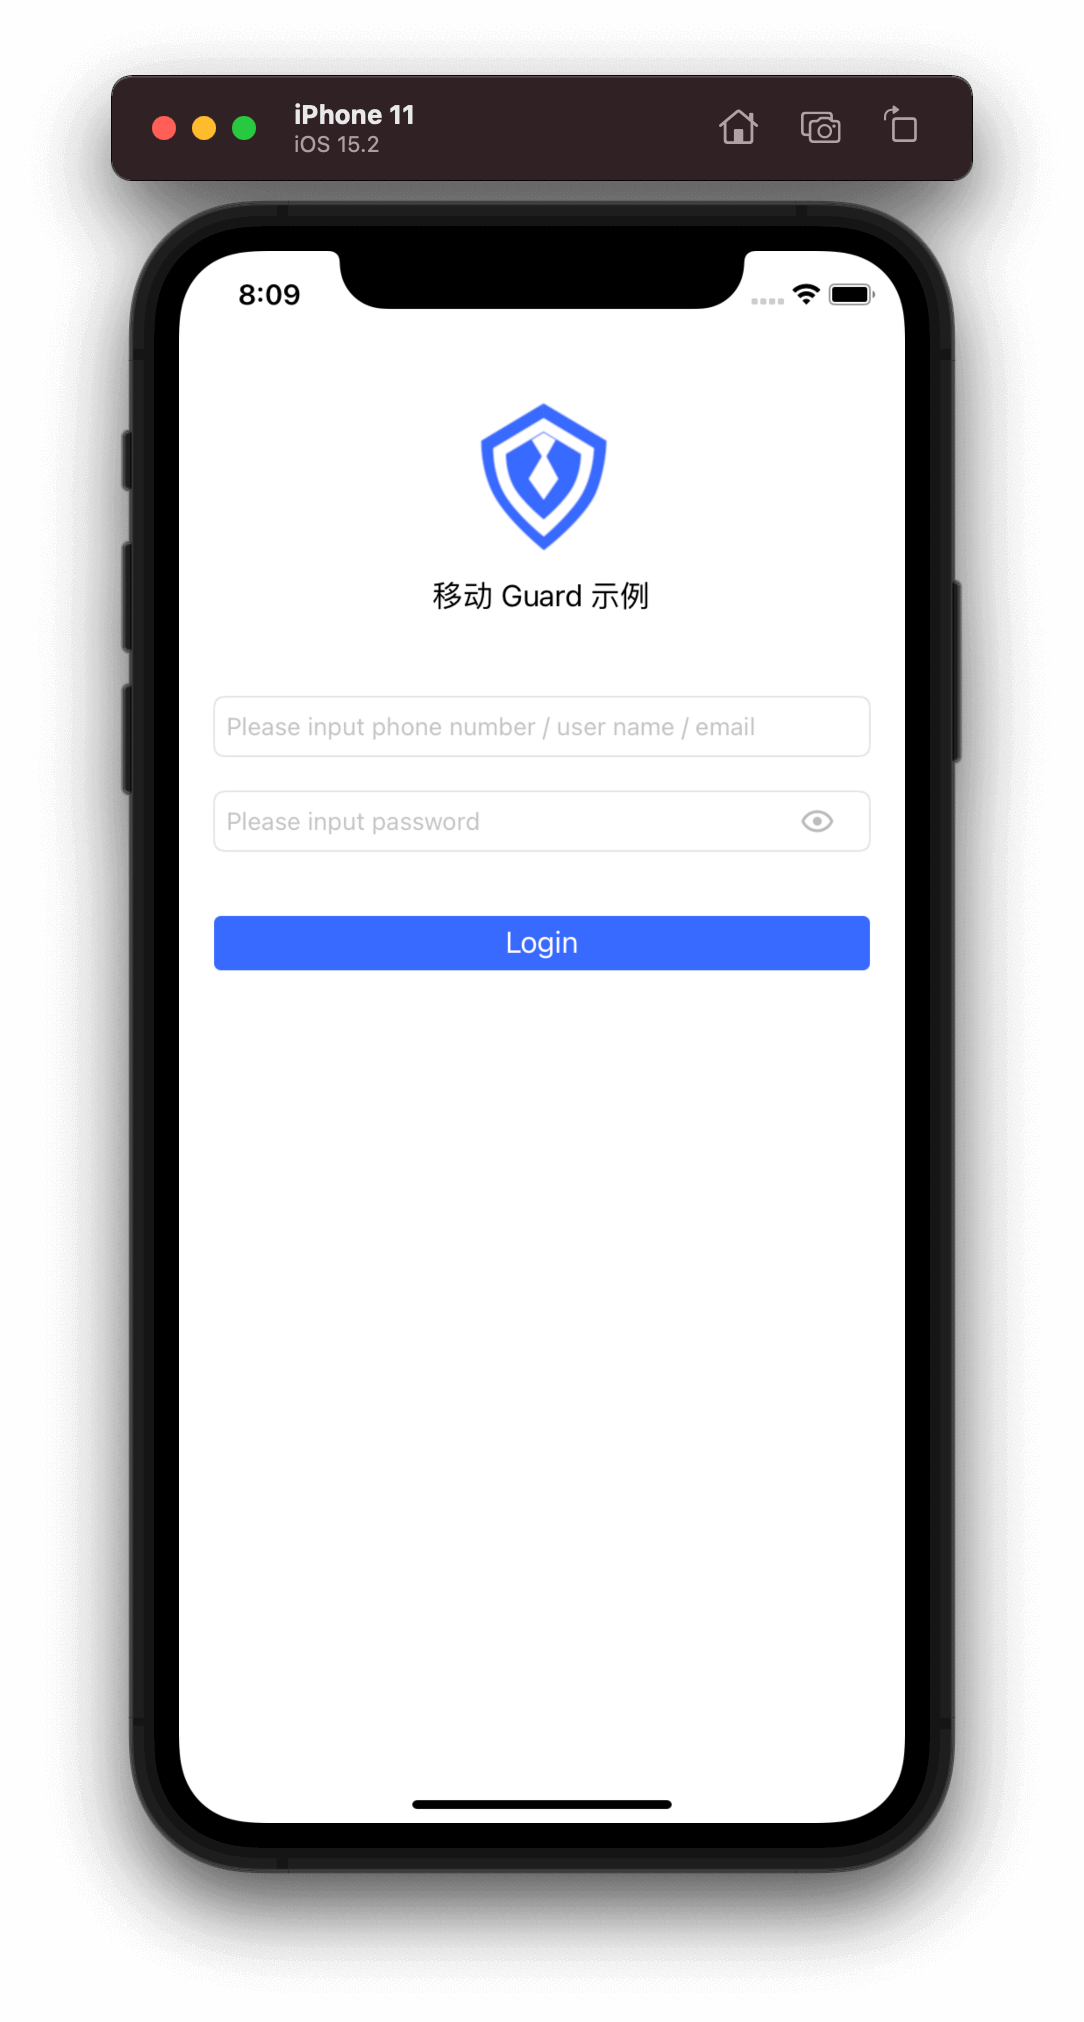 iPhone 11
iOS 15.2
8:09
移动 Guard 示例
Please input phone number / user name / email
Please input password
Login